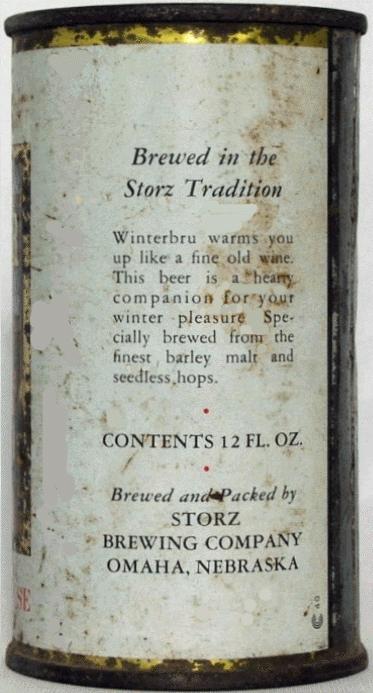 Brewed in the
Storz Tradition
Winterbru warms you
up like a fine old wine.
This beer is a hearty
companion for your
winter pleasure Spe-
cially brewed from the
finest barley malt and
seedless hops.
CONTENTS 12 FL. OZ.
Brewed and Packed by
STORZ
BREWING COMPANY
OMAHA, NEBRASKA
SE